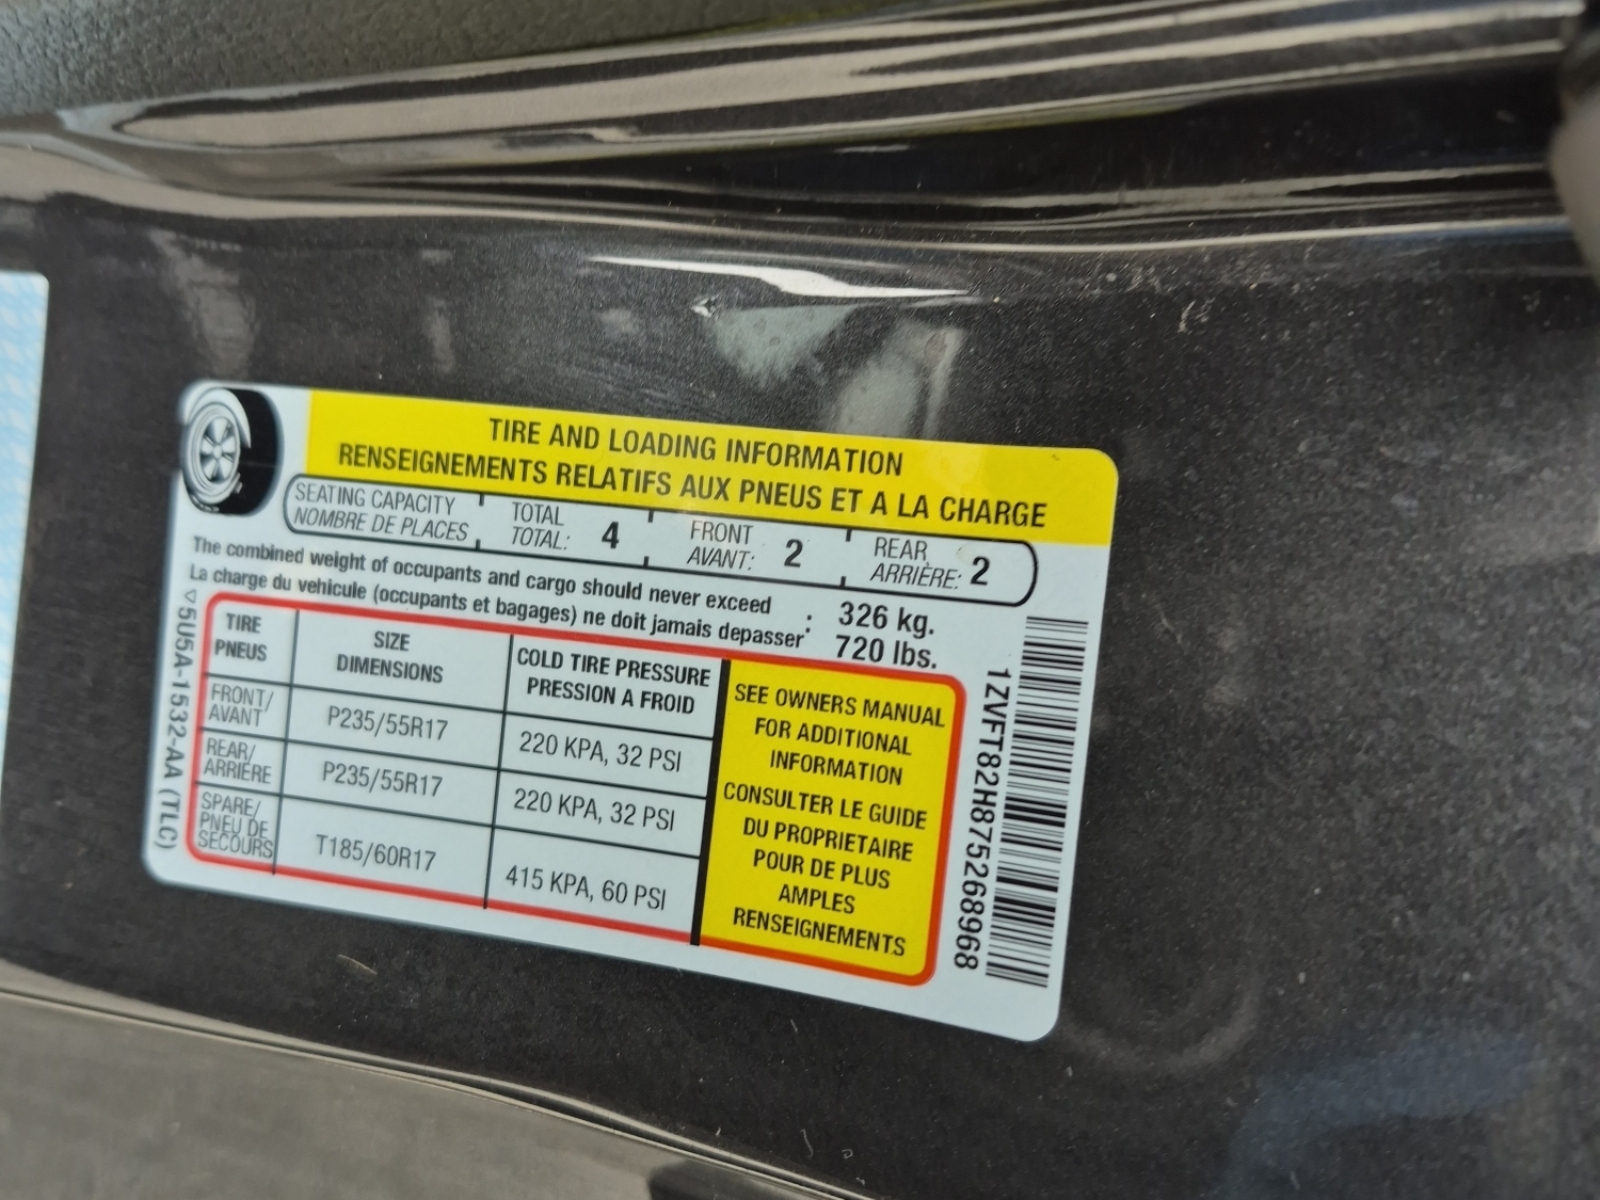 TIRE AND LOADING INFORMATION
RENSEIGNEMENTS RELATIFS AUX PNEUS ET A LA CHARGE
SEATING CAPACITY TOTAL FRONT REAR
NOMBRE DE PLACES TOTAL: 4 AVANT: 2 ARRIÈRE: 2
The combined weight of occupants and cargo should never exceed : 326 kg.
La charge du vehicule (occupants et bagages) ne doit jamais depasser 720 lbs.
TIRE
PNEUS
SIZE
DIMENSIONS
COLD TIRE PRESSURE
PRESSION A FROID
FRONT/
AVANT
P235/55R17
220 KPA, 32 PSI
REAR/
ARRIÈRE
P235/55R17
220 KPA, 32 PSI
SPARE/
PNEU DE
SECOURS
T185/60R17
415 KPA, 60 PSI
SEE OWNERS MANUAL
FOR ADDITIONAL
INFORMATION
CONSULTER LE GUIDE
DU PROPRIETAIRE
POUR DE PLUS
AMPLES
RENSEIGNEMENTS
5U5A-1532-AA (TLC)
1ZVFT82H875268968